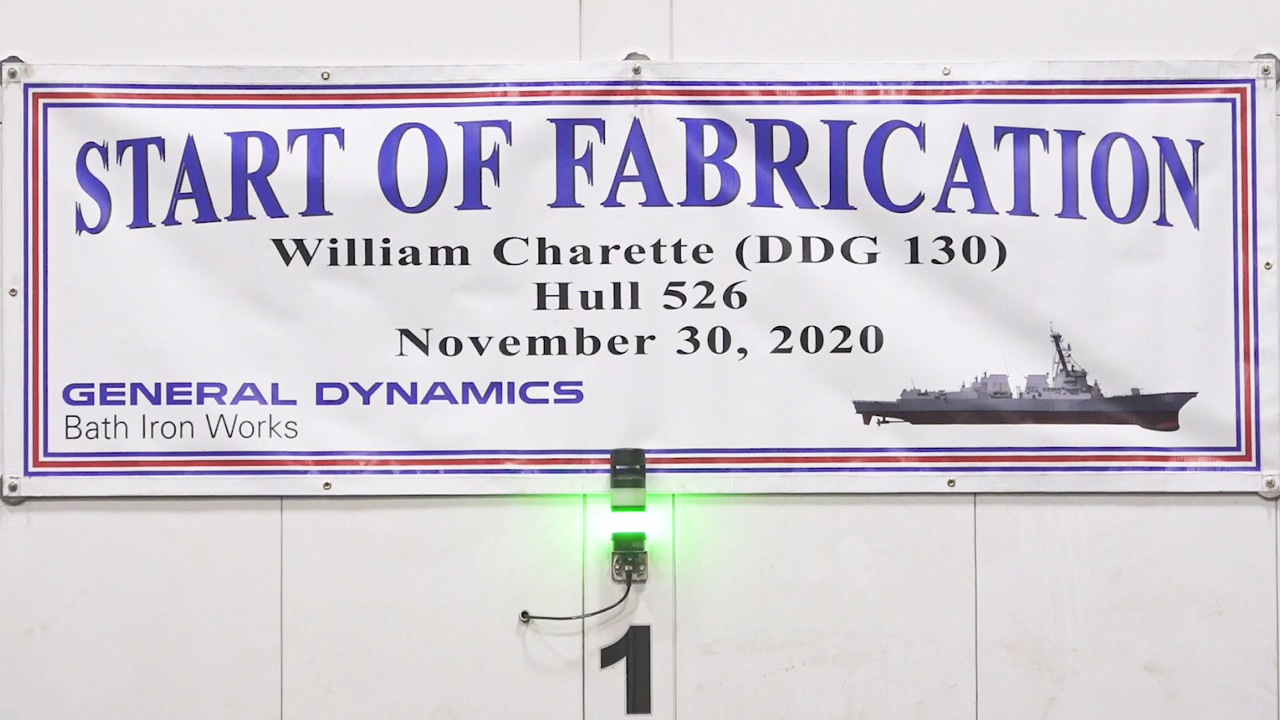 START OF FABRICATION
William Charette (DDG 130)
Hull 526
November 30, 2020
GENERAL DYNAMICS
Bath Iron Works
1